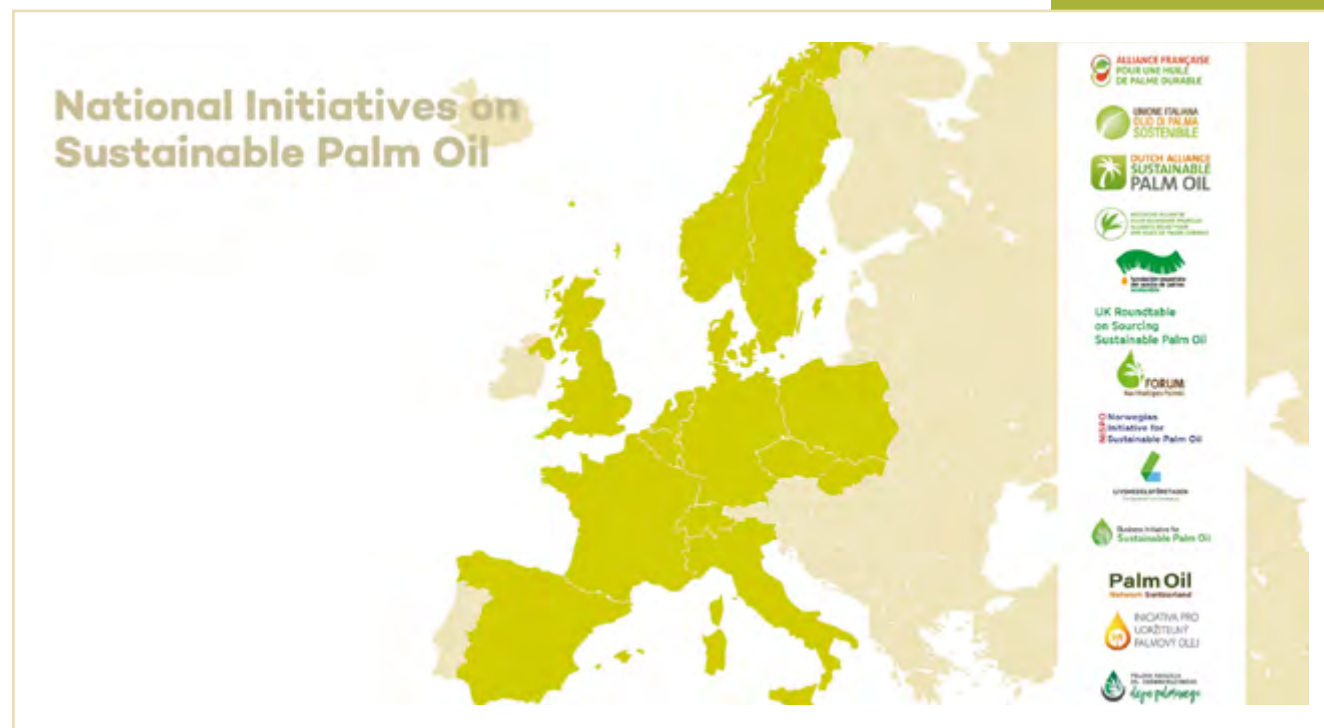 National Initiatives on
Sustainable Palm Oil
ALLIANCE FRANÇAISE
POUR UNE HUILE
DE PALME DURABLE
UNIONE ITALIANA
OLIO DI PALMA
SOSTENIBILE
DUTCH ALLIANCE
SUSTAINABLE
PALM OIL
UK Roundtable
on Sourcing
Sustainable Palm Oil
FORUM
NISPO
Norwegian
Initiative for
Sustainable Palm Oil
LIVSMEDELSFÖRETAGEN
Business Initiative for
Sustainable Palm Oil
Palm Oil
Network Switzerland
INICIATIVA PRO
UDRŽITELNÝ
PALMOVÝ OLEJ